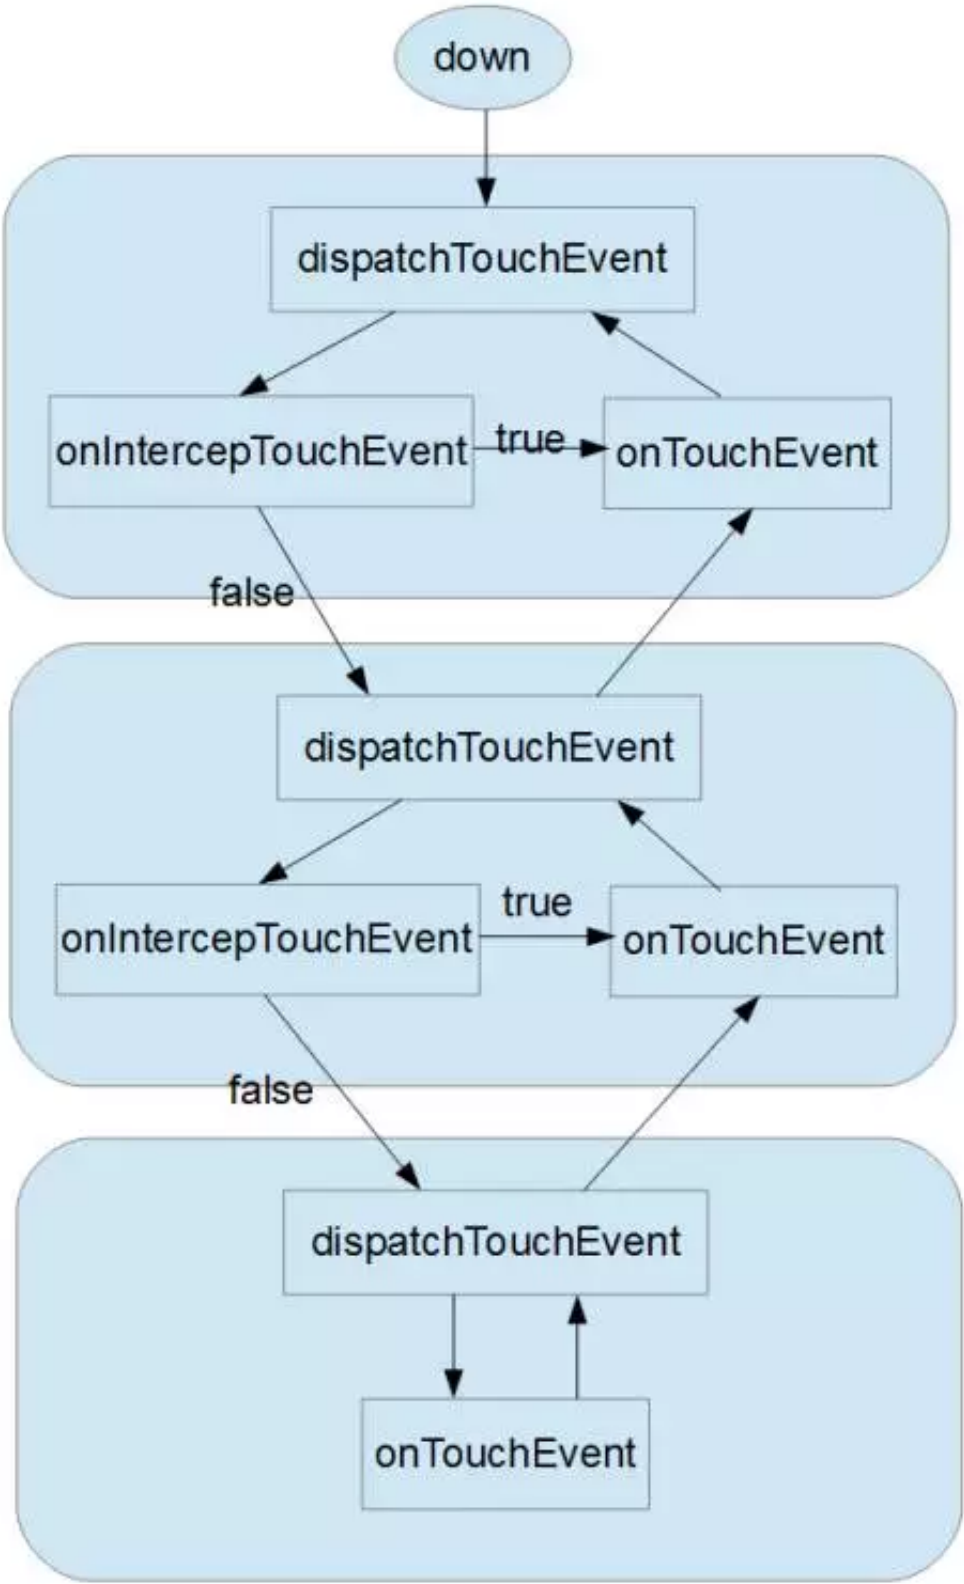 down
dispatchTouchEvent
onIntercepTouchEvent
true
onTouchEvent
false
dispatchTouchEvent
onIntercepTouchEvent
true
onTouchEvent
false
dispatchTouchEvent
onTouchEvent